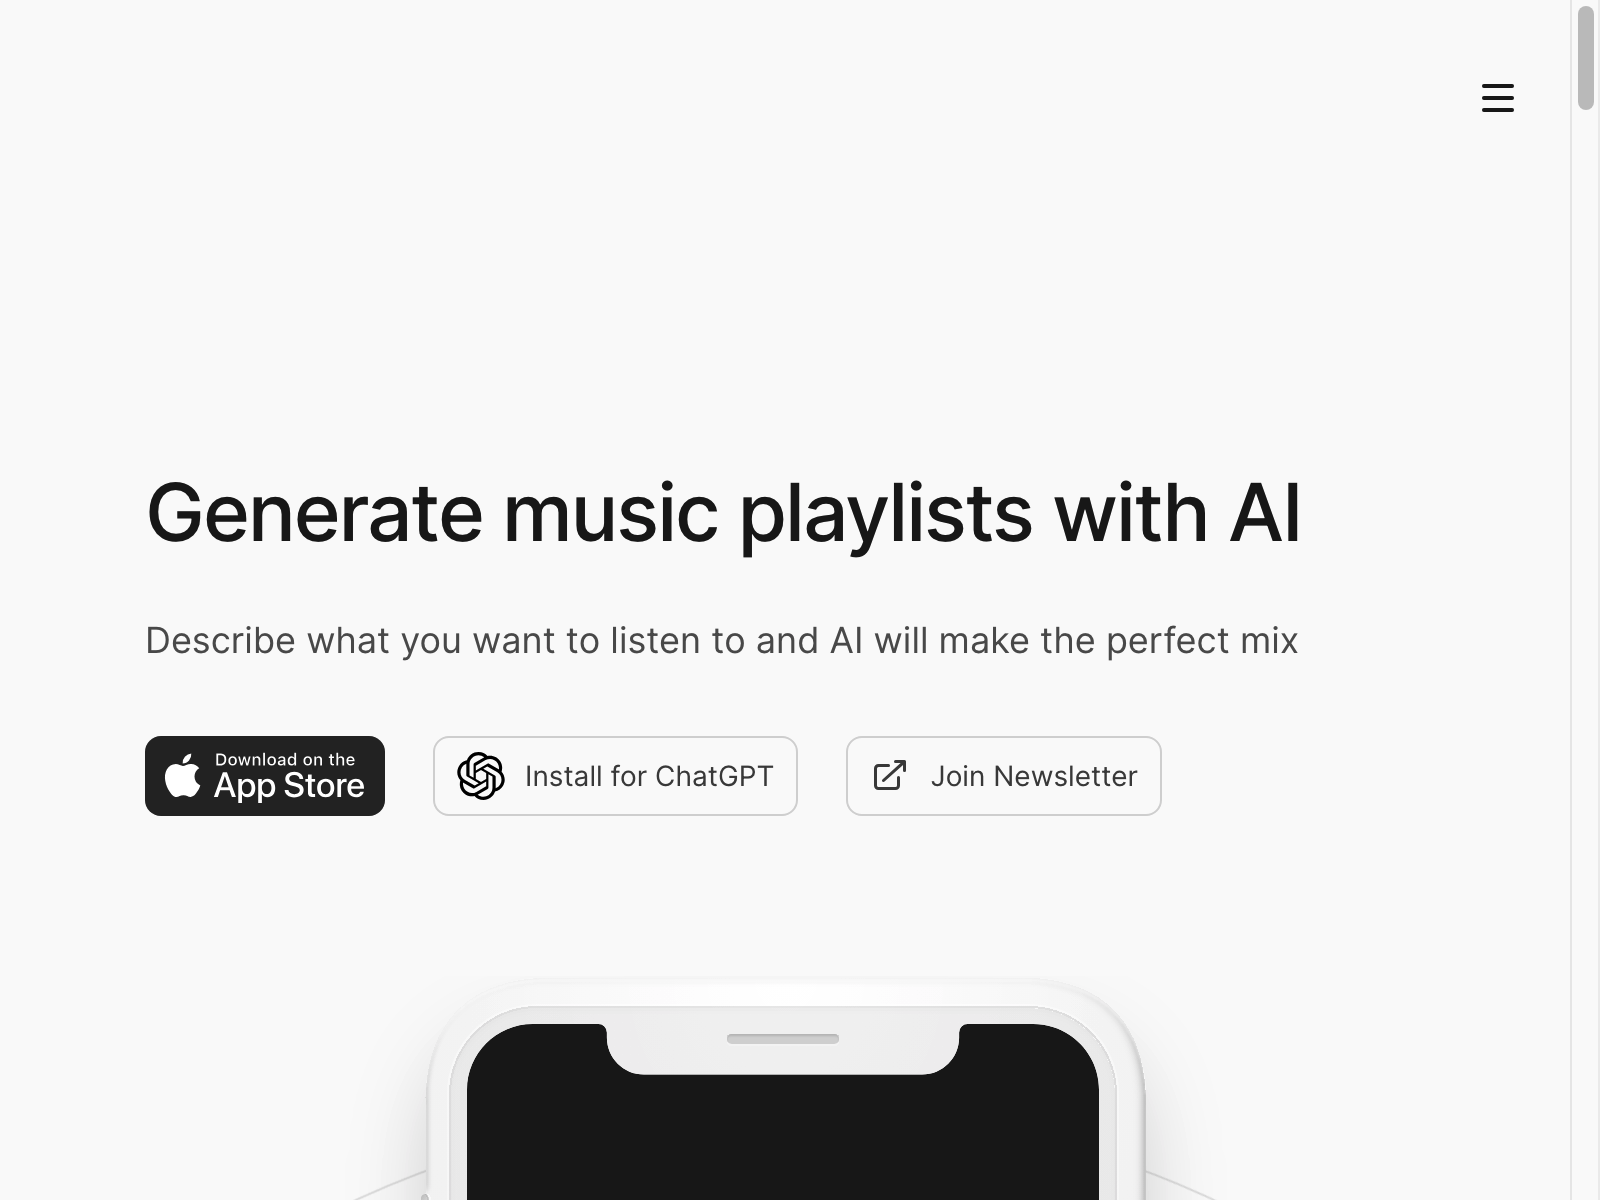 Generate music playlists with AI
Describe what you want to listen to and AI will make the perfect mix
Download on the
App Store
Install for ChatGPT
Join Newsletter